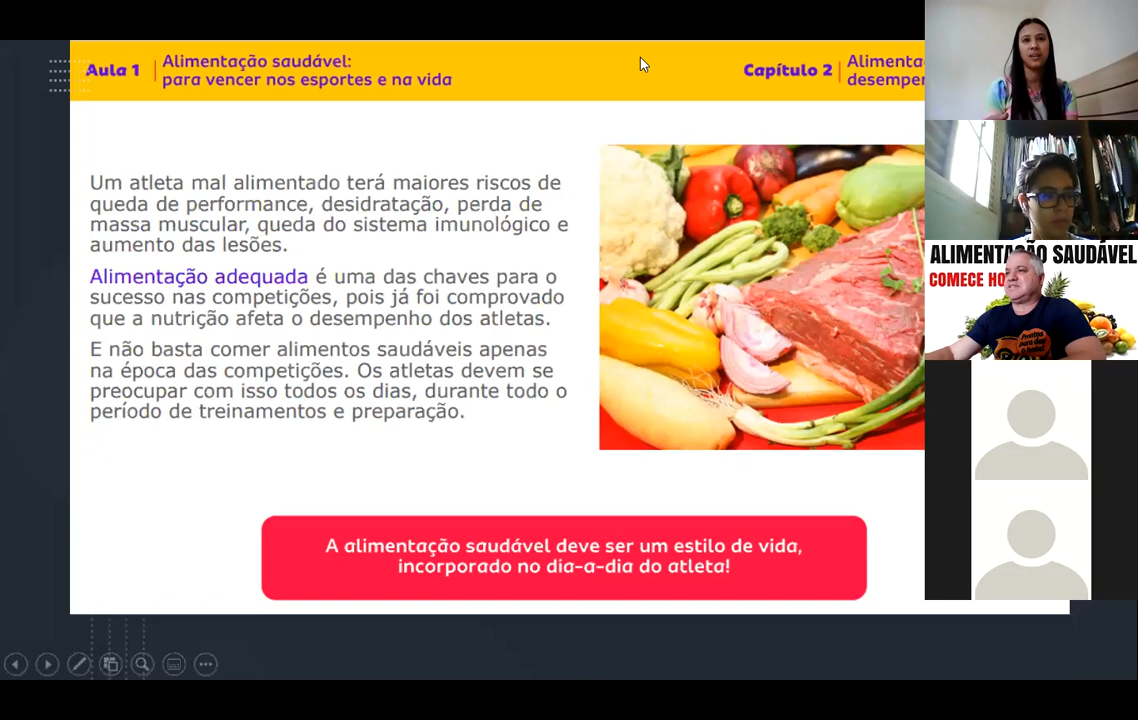 Aula 1
Alimentação saudável:
para vencer nos esportes e na vida
Capítulo 2
Um atleta mal alimentado terá maiores riscos de
queda de performance, desidratação, perda de
massa muscular, queda do sistema imunológico e
aumento das lesões.
Alimentação adequada é uma das chaves para o
sucesso nas competições, pois já foi comprovado
que a nutrição afeta o desempenho dos atletas.
E não basta comer alimentos saudáveis apenas
na época das competições. Os atletas devem se
preocupar com isso todos os dias, durante todo o
período de treinamentos e preparação.
A alimentação saudável deve ser um estilo de vida,
incorporado no dia-a-dia do atleta!
ALIMENTAÇÃO SAUDÁVEL
COMECE
Prontos
para dar